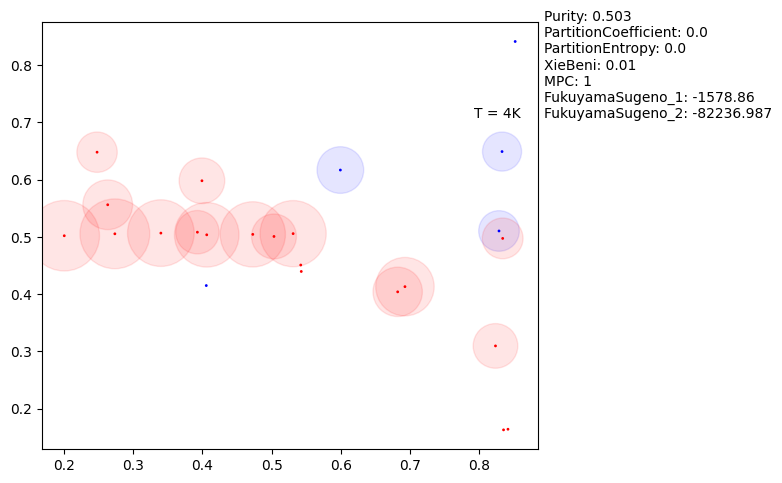 Purity: 0.503
PartitionCoefficient: 0.0
PartitionEntropy: 0.0
XieBeni: 0.01
MPC: 1
FukuyamaSugeno_1: -1578.86
FukuyamaSugeno_2: -82236.987
T = 4K
0.8
0.7
0.6
0.5
0.4
0.3
0.2
0.2 0.3 0.4 0.5 0.6 0.7 0.8